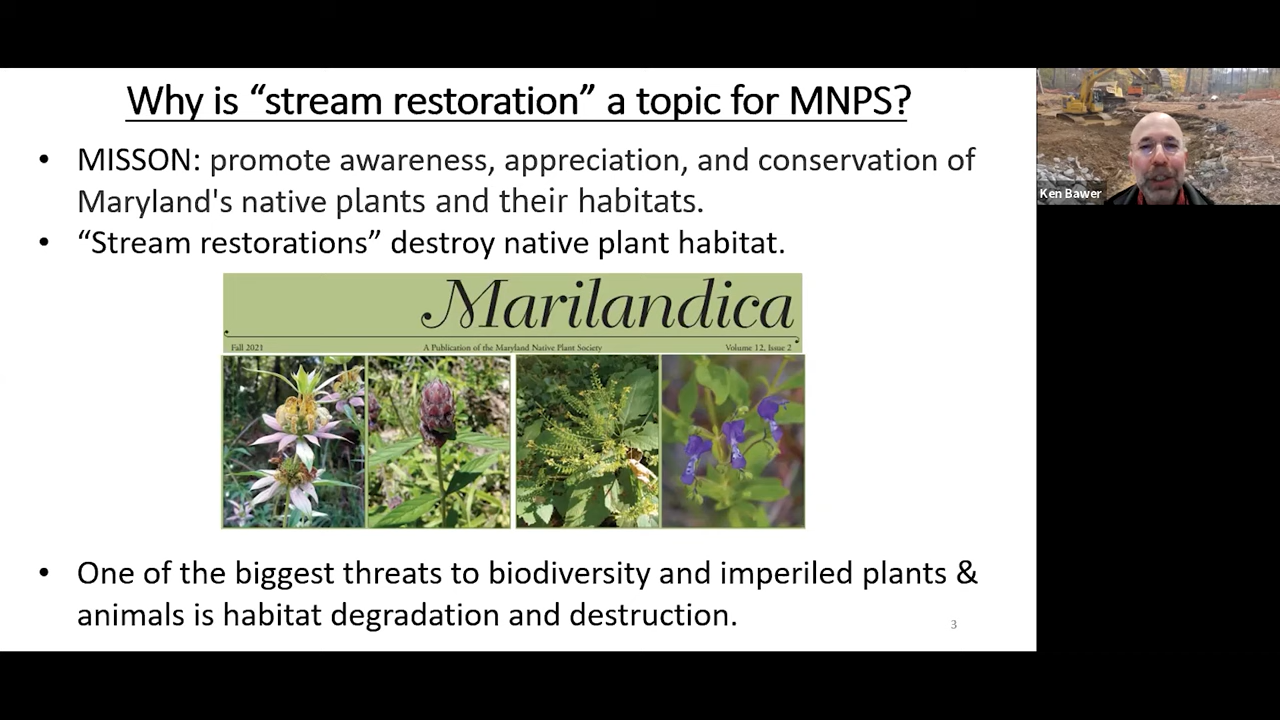 Why is “stream restoration” a topic for MNPS?
• MISSON: promote awareness, appreciation, and conservation of
Maryland's native plants and their habitats.
• “Stream restorations” destroy native plant habitat.
Marilandica
Fall 2021 A Publication of the Maryland Native Plant Society Volume 12, Issue 2
• One of the biggest threats to biodiversity and imperiled plants &
animals is habitat degradation and destruction.
3
Ken Bawer